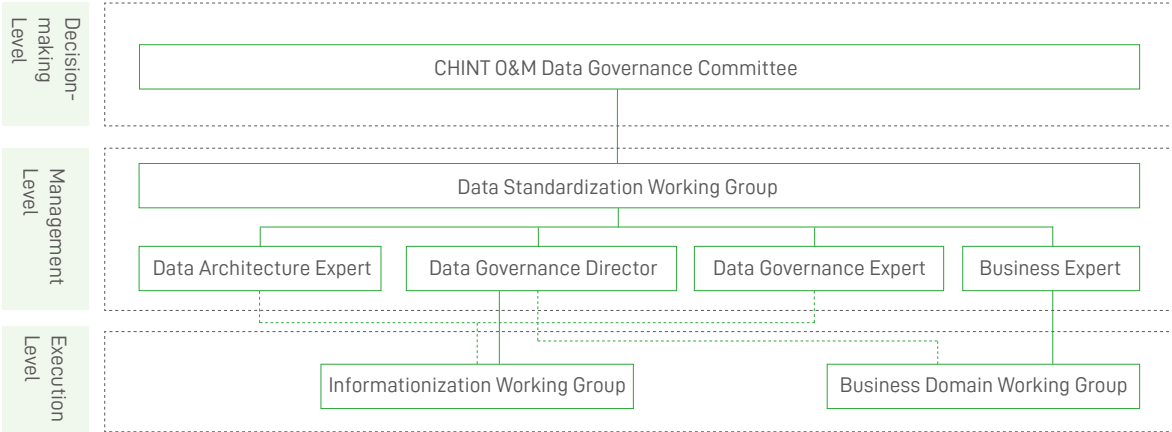 Decision-
making
Level
CHINT O&M Data Governance Committee
Management
Level
Data Standardization Working Group
Data Architecture Expert
Data Governance Director
Data Governance Expert
Business Expert
Execution
Level
Informationization Working Group
Business Domain Working Group